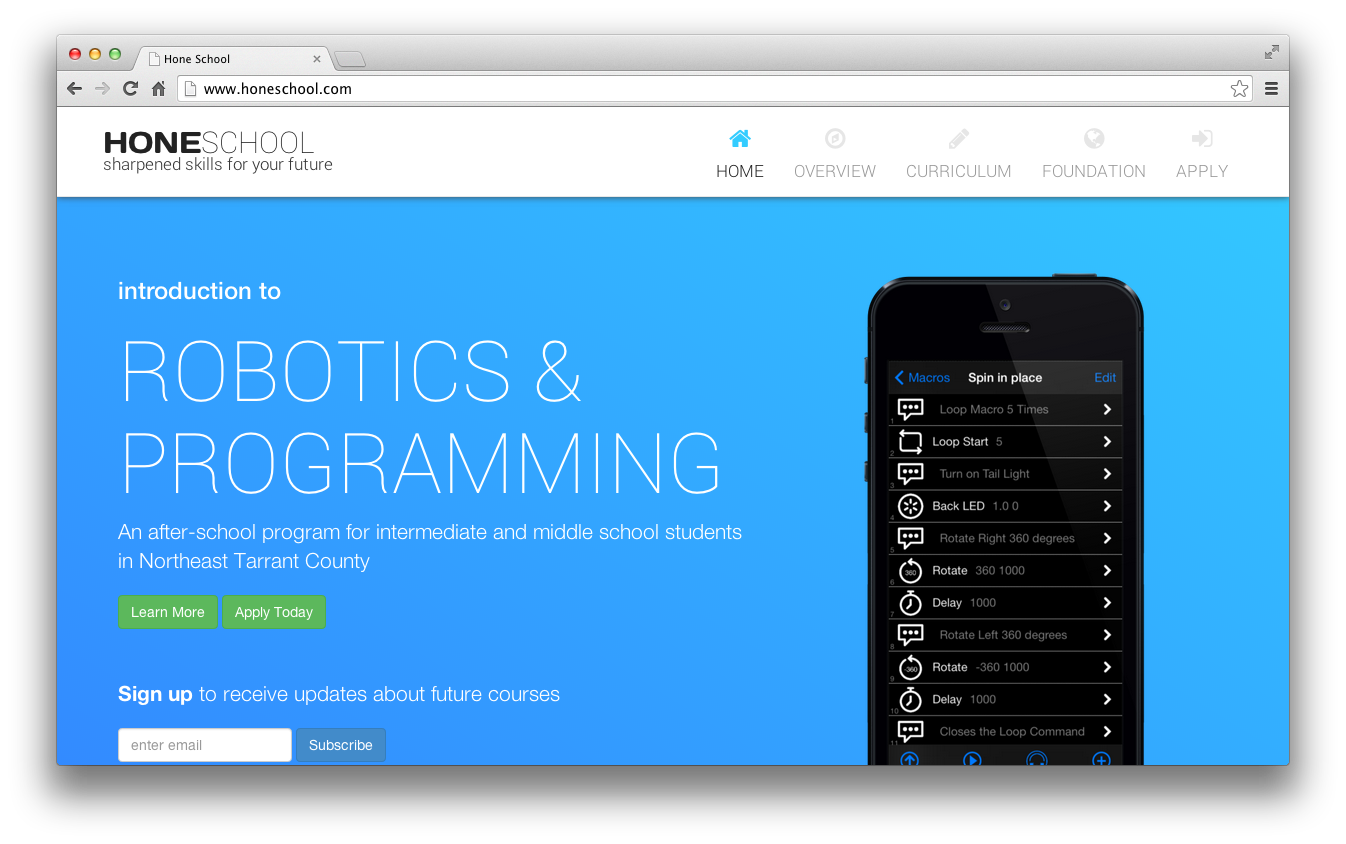 Hone School
www.honeschool.com
HONESCHOOL
sharpened skills for your future
HOME
OVERVIEW
CURRICULUM
FOUNDATION
APPLY
introduction to
ROBOTICS &
PROGRAMMING
An after-school program for intermediate and middle school students
in Northeast Tarrant County
Learn More
Apply Today
Sign up to receive updates about future courses
enter email
Subscribe
Macros
Spin in place
Edit
1 Loop Macro 5 Times
2 Loop Start 5
3 Turn on Tail Light
4 Back LED 1.0 0
5 Rotate Right 360 degrees
6 360 Rotate 360 1000
7 Delay 1000
8 Rotate Left 360 degrees
9 -360 Rotate -360 1000
10 Delay 1000
11 Closes the Loop Command